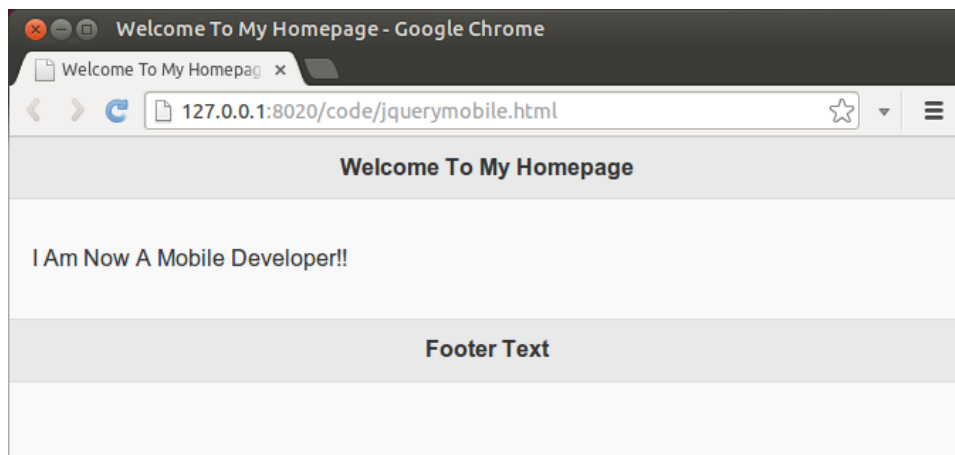 Welcome To My Homepage - Google Chrome
Welcome To My Homepag
127.0.0.1:8020/code/jquerymobile.html
Welcome To My Homepage
I Am Now A Mobile Developer!!
Footer Text